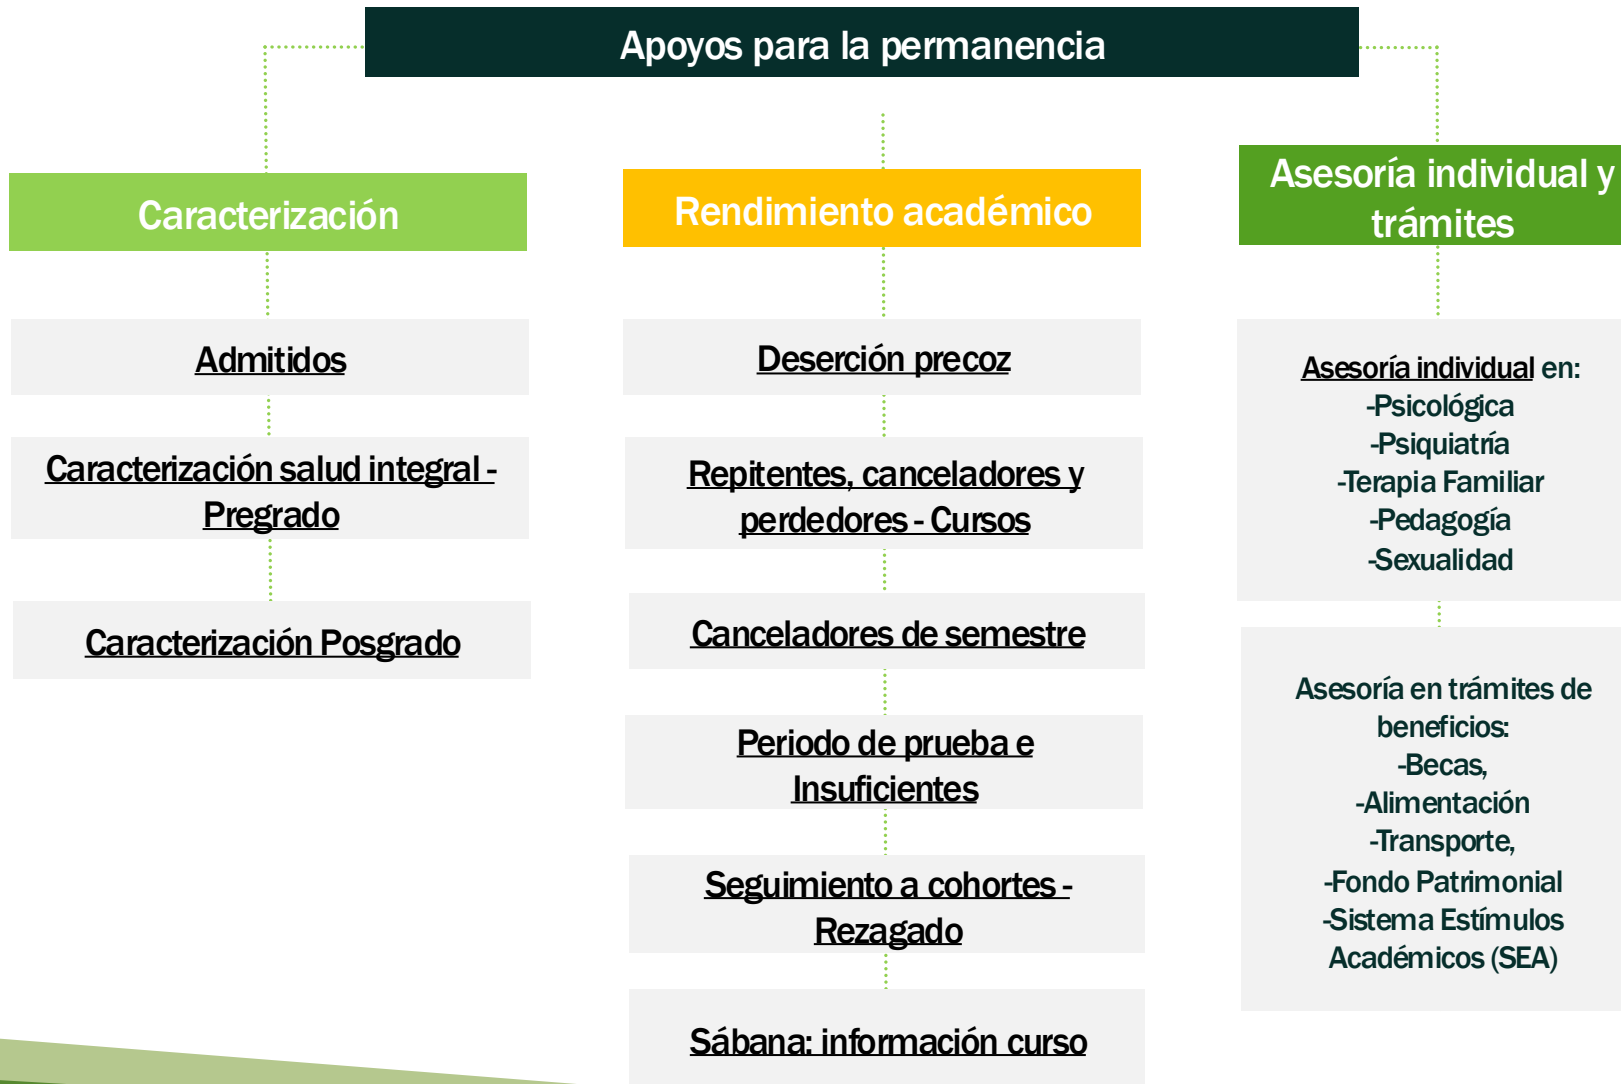 Apoyos para la permanencia
Caracterización
Admitidos
Caracterización salud integral -
Pregrado
Caracterización Posgrado
Rendimiento académico
Deserción precoz
Repitentes, canceladores y
perdedores - Cursos
Canceladores de semestre
Periodo de prueba e
Insuficientes
Seguimiento a cohortes -
Rezagado
Sábana: información curso
Asesoría individual y
trámites
Asesoría individual en:
-Psicológica
-Psiquiatría
-Terapia Familiar
-Pedagogía
-Sexualidad
Asesoría en trámites de
beneficios:
-Becas,
-Alimentación
-Transporte,
-Fondo Patrimonial
-Sistema Estímulos
Académicos (SEA)